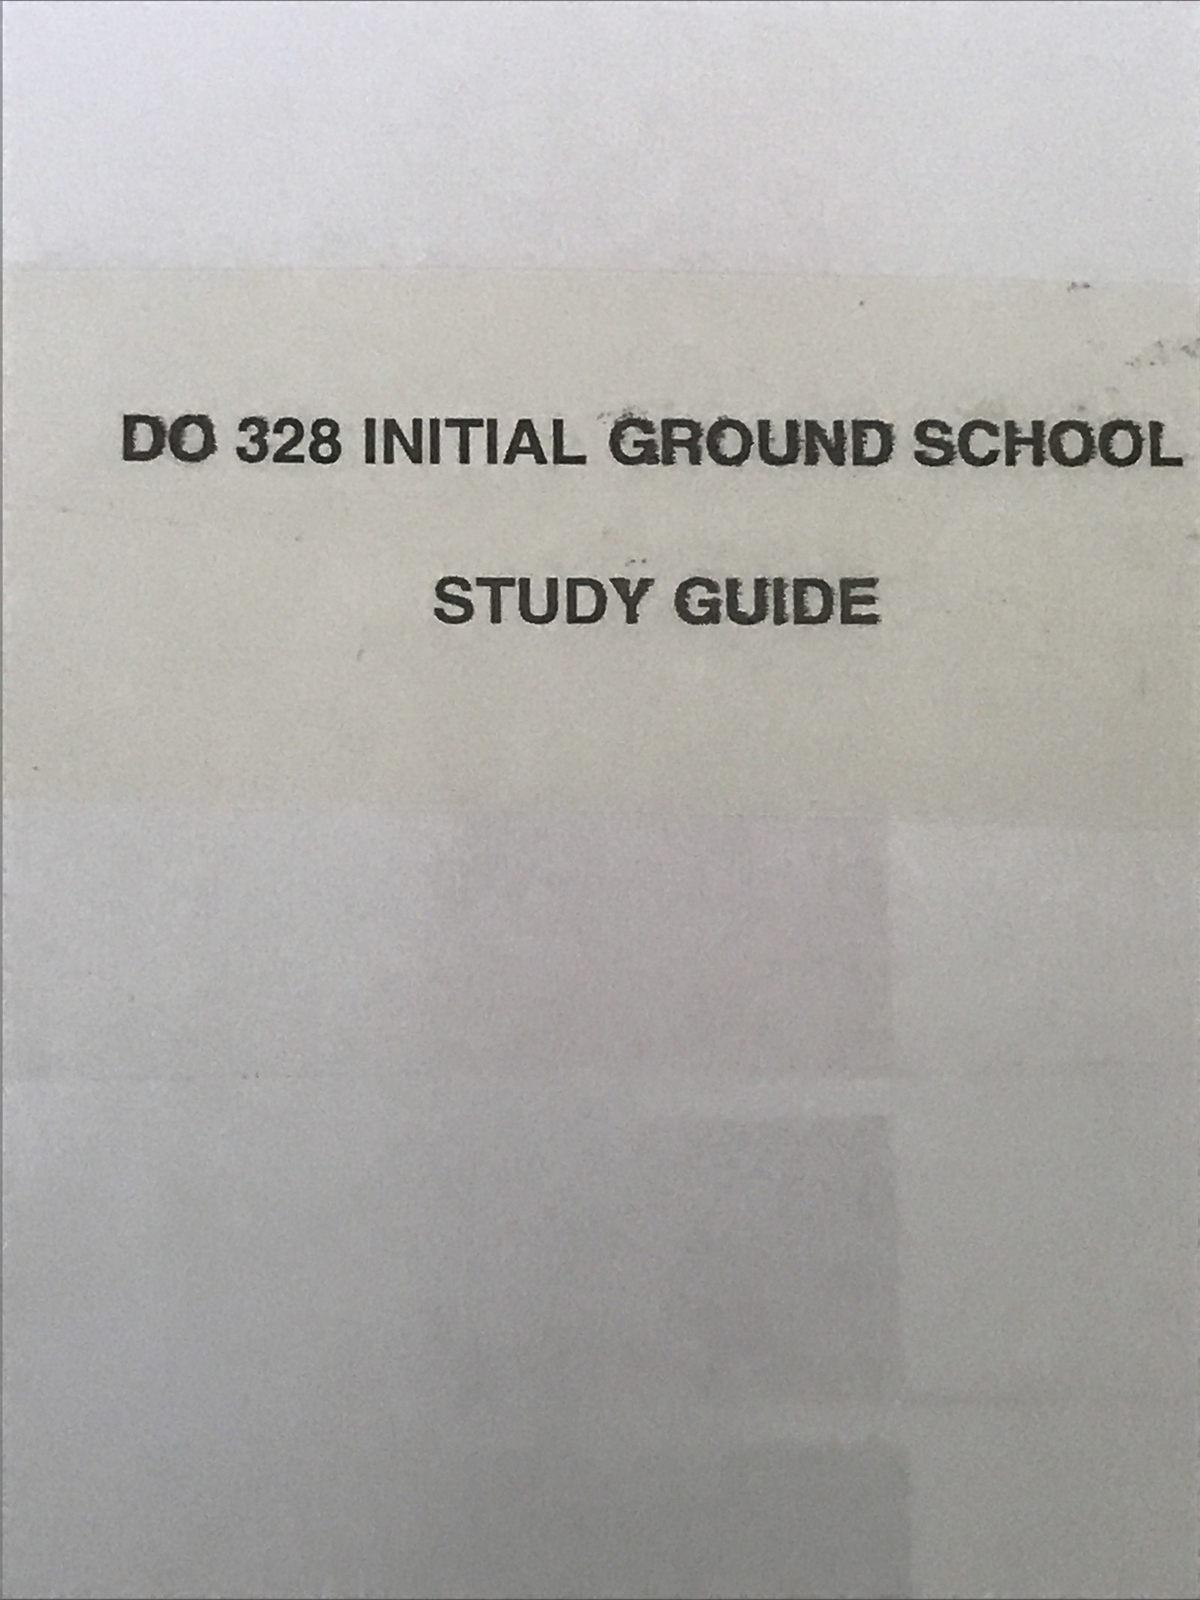 DO 328 INITIAL GROUND SCHOOL
STUDY GUIDE